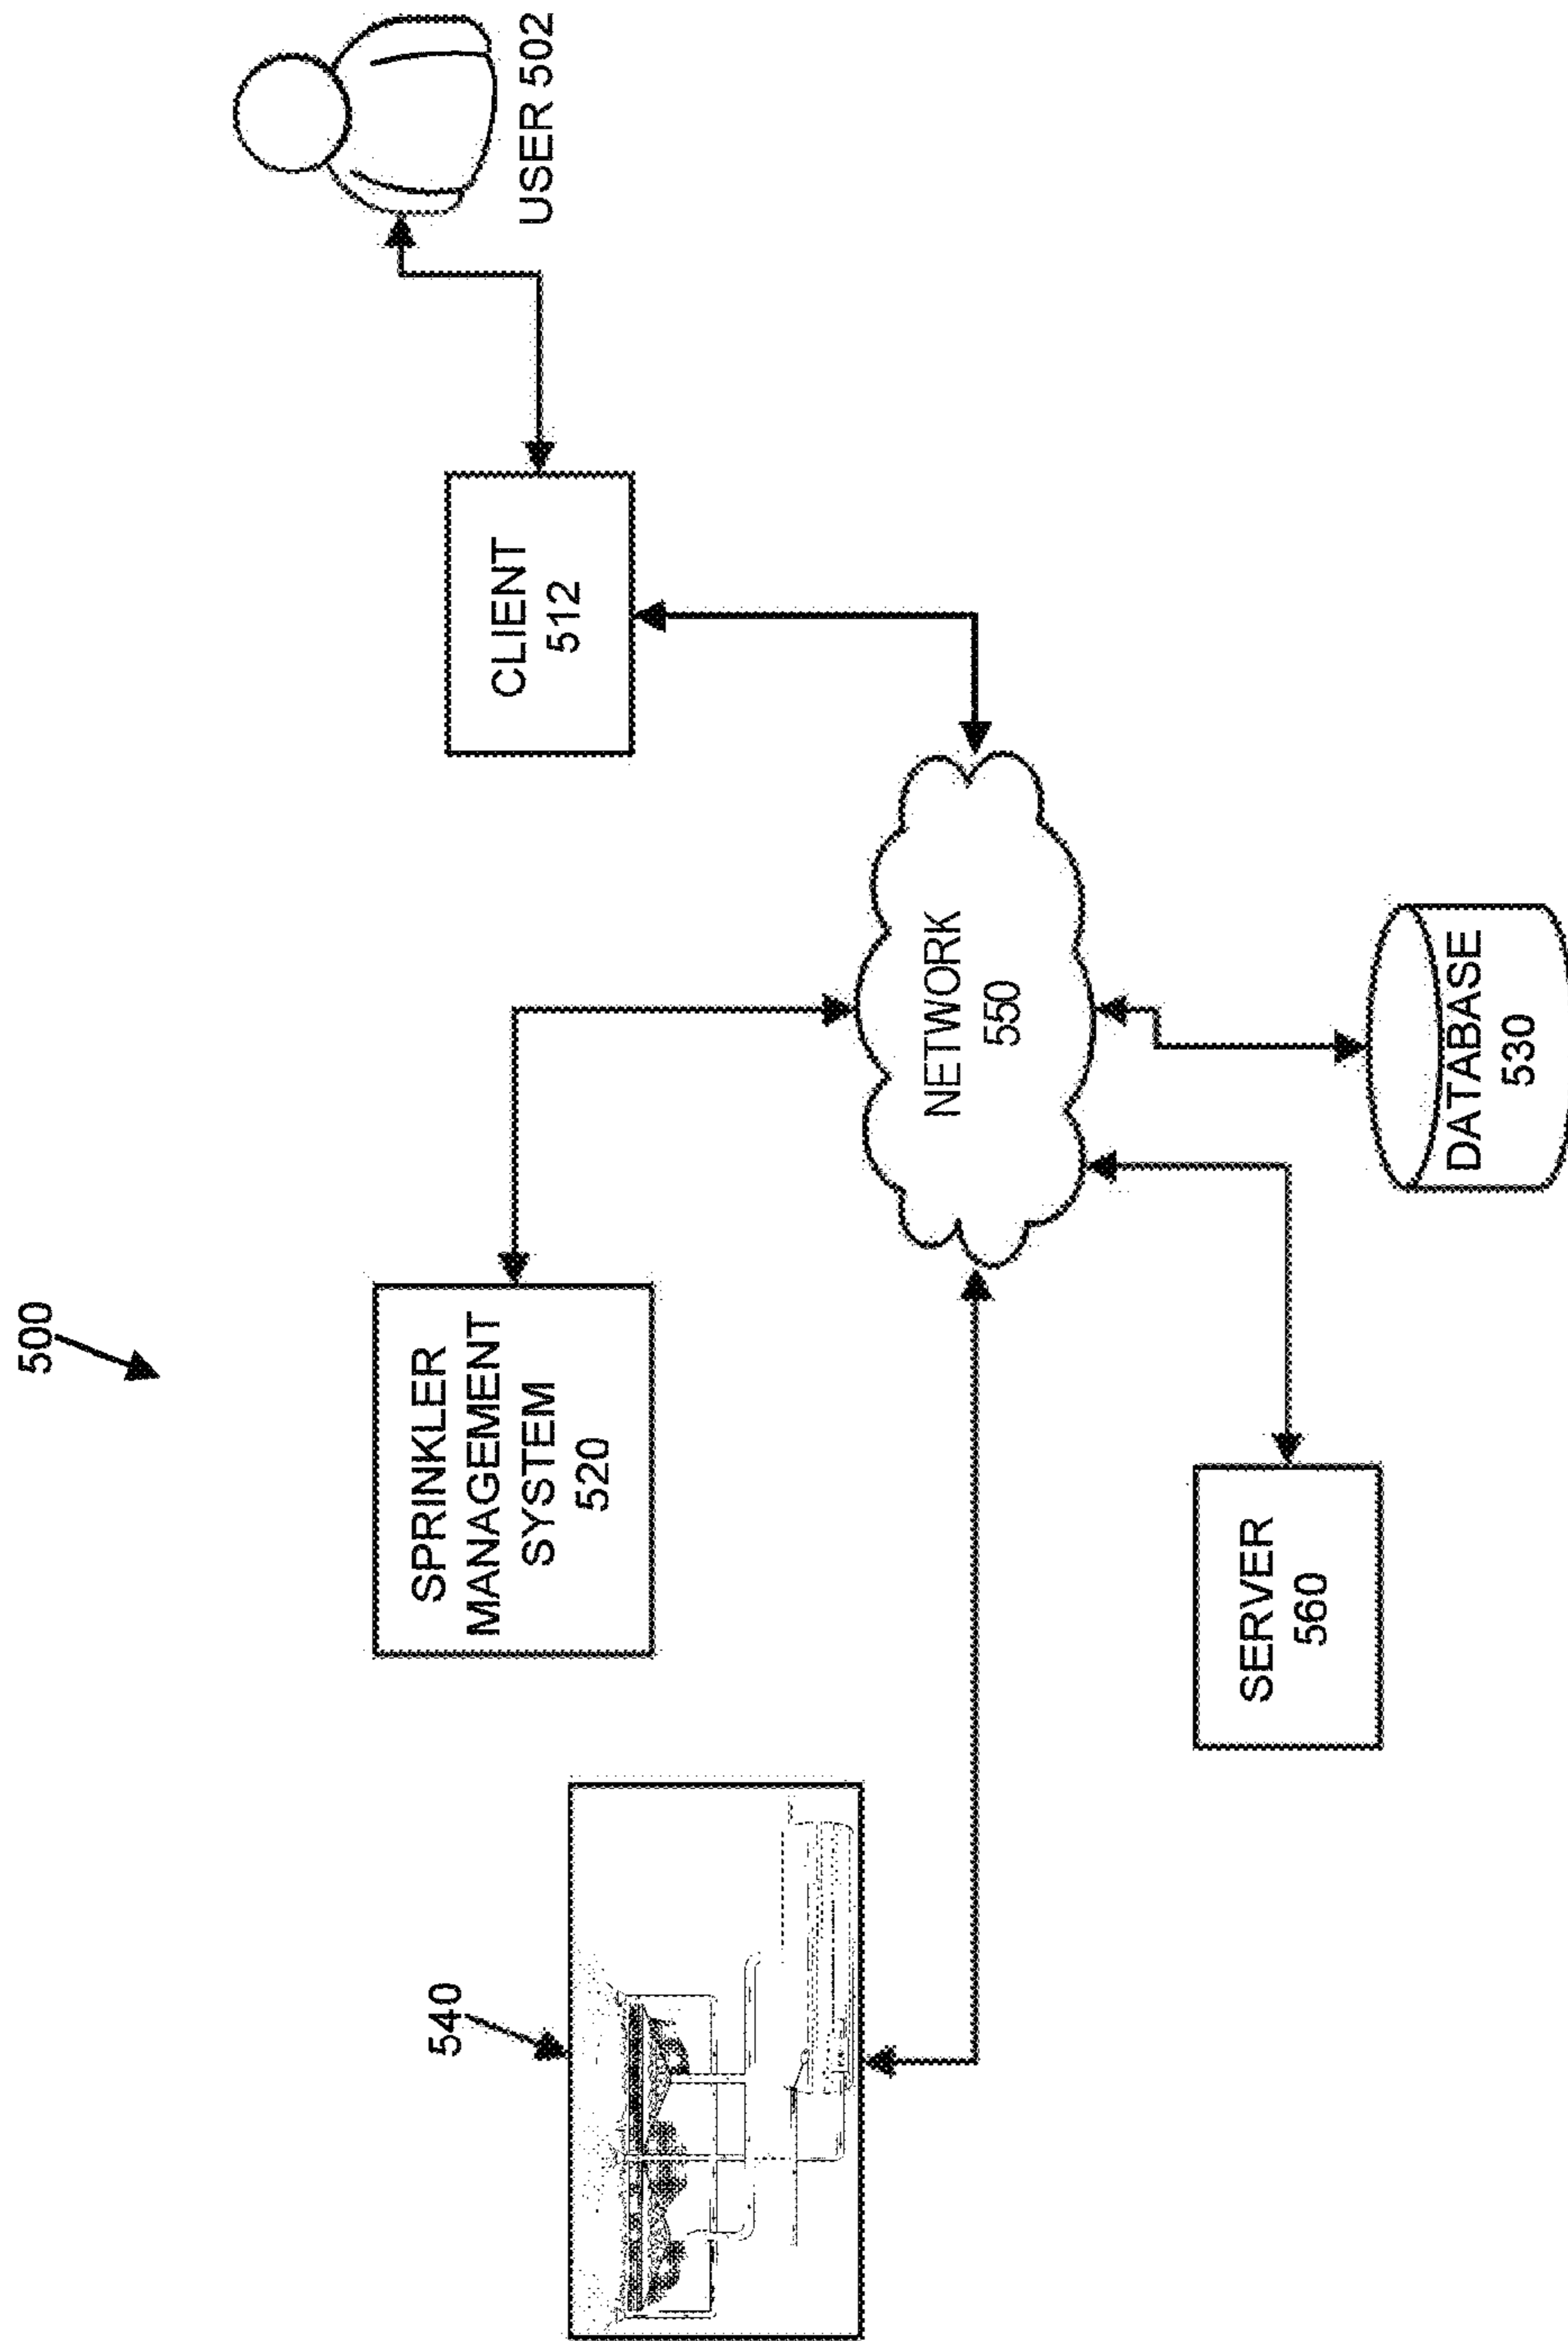 500
540
SPRINKLER
MANAGEMENT
SYSTEM
520
CLIENT
512
USER 502
NETWORK
550
SERVER
560
DATABASE
530